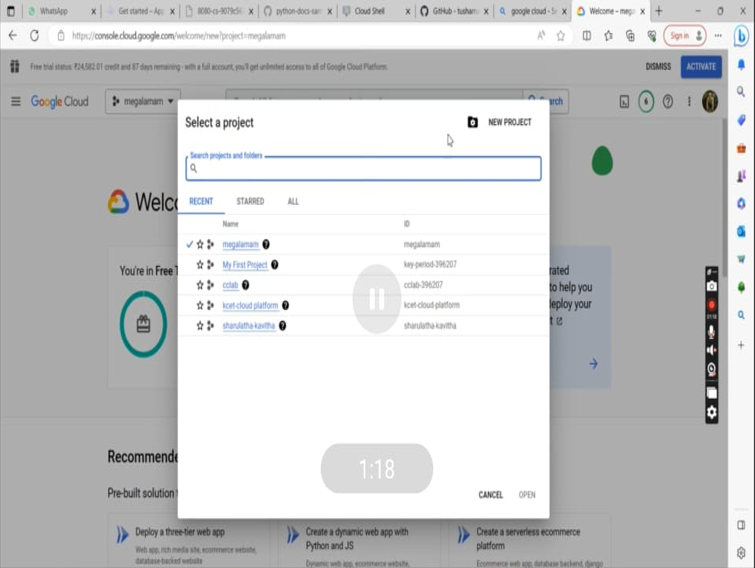 WhatsApp
Get started – App
8080-cs-9079c56
python-docs-sam
Cloud Shell
GitHub - tusharn
google cloud - Se
Welcome – mega
https://console.cloud.google.com/welcome/new?project=megalamam
Sign in
Free trial status: ₹24,582.01 credit and 87 days remaining - with a full account, you'll get unlimited access to all of Google Cloud Platform.
DISMISS
ACTIVATE
Google Cloud
megalamam
Search
Select a project
NEW PROJECT
Search projects and folders
RECENT
STARRED
ALL
Name
ID
megalamam
megalamam
My First Project
key-period-396207
cclab
cclab-396207
kcet-cloud platform
kcet-cloud-platform
sharulatha-kavitha
sharulatha-kavitha
CANCEL
OPEN
Welc
You're in Free T
rated
to help you
leploy your
1:18
Recommende
Pre-built solution
Deploy a three-tier web app
Web app, rich media site, ecommerce website,
database-backed website
Create a dynamic web app with
Python and JS
Dynamic web app, ecommerce website,
Create a serverless ecommerce
platform
Ecommerce web app, database backend, django